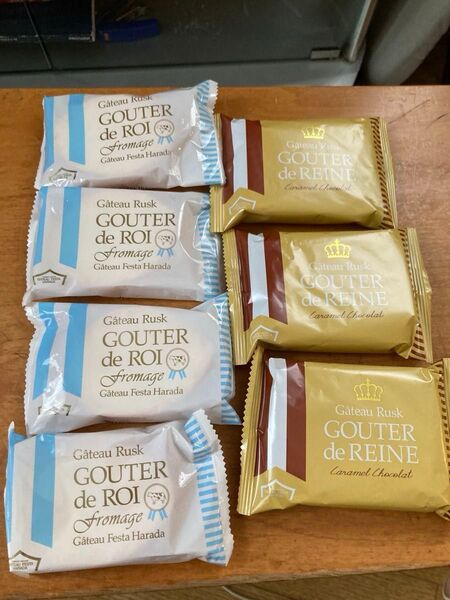 Gâteau Rusk
GOUTER
de ROI
fromage
Gâteau Festa Harada
Gâteau Rusk
GOUTER
de ROI
fromage
Gâteau Festa Harada
Gâteau Rusk
GOUTER
de ROI
fromage
Gâteau Festa Harada
Gâteau Rusk
GOUTER
de ROI
fromage
Gâteau Festa Harada
Gâteau Rusk
GOUTER
de REINE
Caramel Chocolat
Gâteau Rusk
GOUTER
de REINE
Caramel Chocolat
Gâteau Rusk
GOUTER
de REINE
Caramel Chocolat